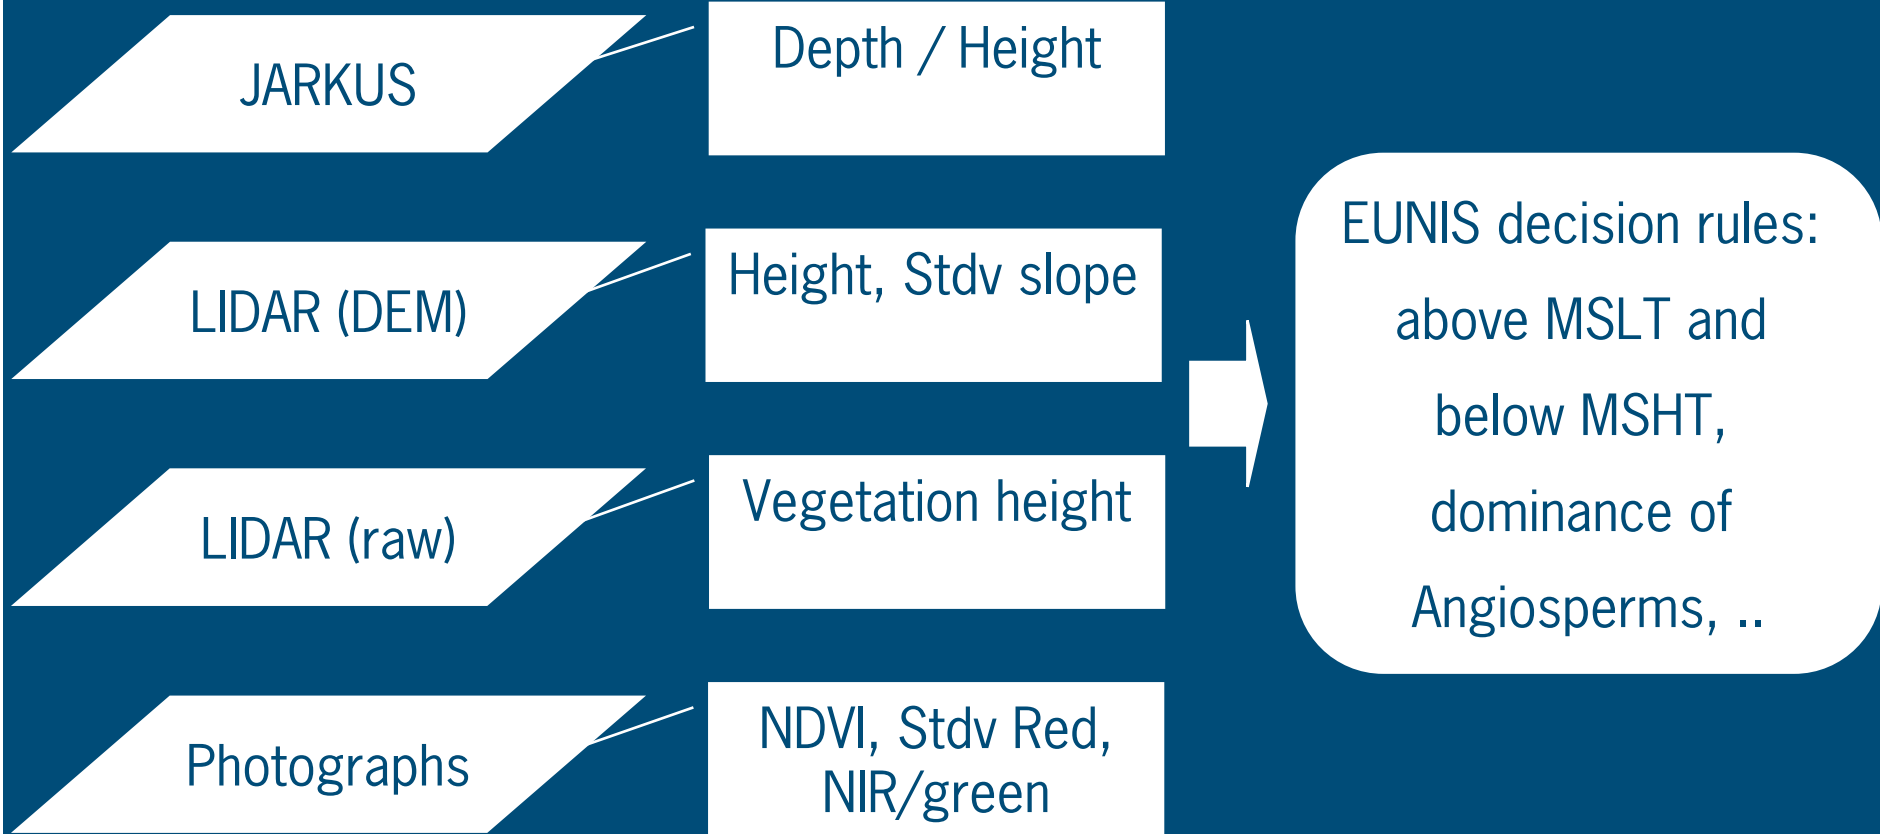 JARKUS
Depth / Height
LIDAR (DEM)
Height, Stdv slope
LIDAR (raw)
Vegetation height
Photographs
NDVI, Stdv Red,
NIR/green
EUNIS decision rules:
above MSLT and
below MSHT,
dominance of
Angiosperms, ..